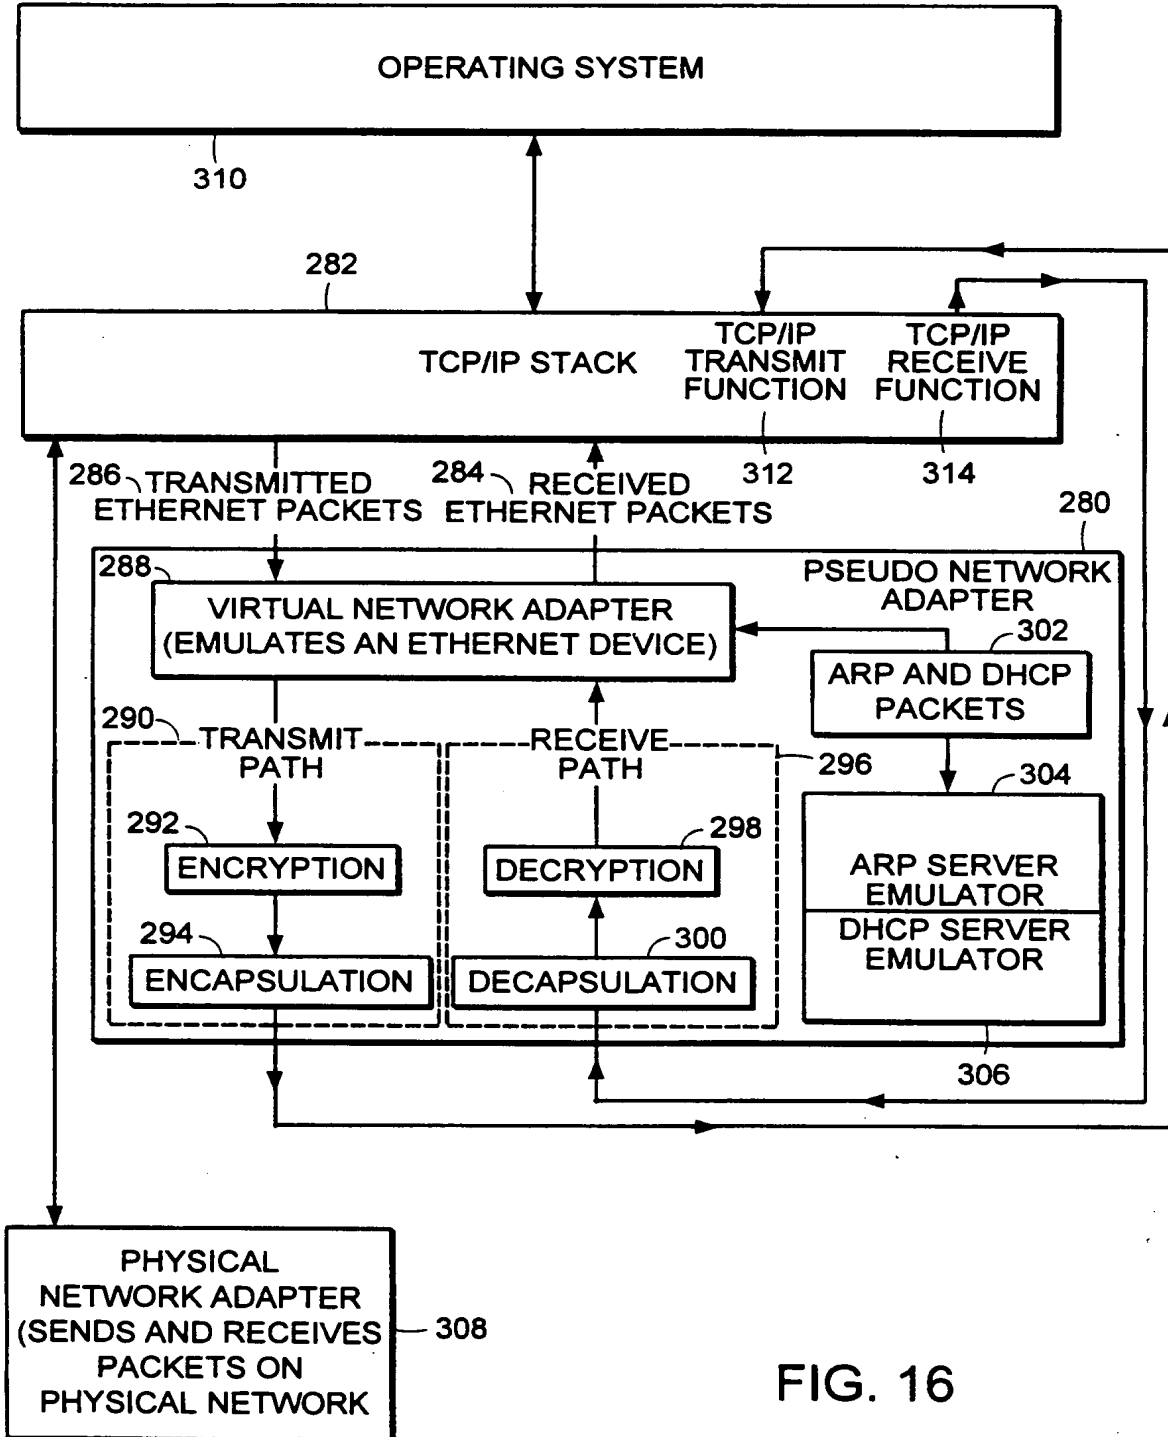 OPERATING SYSTEM
310
282
TCP/IP STACK
TCP/IP
TRANSMIT
FUNCTION
TCP/IP
RECEIVE
FUNCTION
312
314
286
TRANSMITTED
ETHERNET PACKETS
284
RECEIVED
ETHERNET PACKETS
280
288
PSEUDO NETWORK
ADAPTER
VIRTUAL NETWORK ADAPTER
(EMULATES AN ETHERNET DEVICE)
302
ARP AND DHCP
PACKETS
290
TRANSMIT
PATH
RECEIVE
PATH
296
304
292
ENCRYPTION
298
DECRYPTION
ARP SERVER
EMULATOR
DHCP SERVER
EMULATOR
294
ENCAPSULATION
300
DECAPSULATION
306
PHYSICAL
NETWORK ADAPTER
(SENDS AND RECEIVES
PACKETS ON
PHYSICAL NETWORK
308
FIG. 16